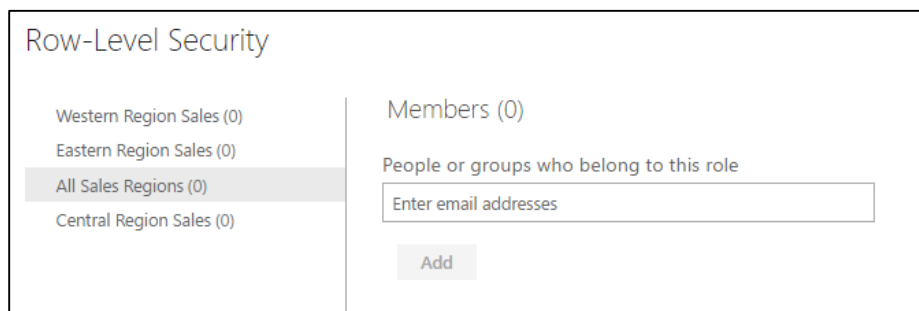 Row-Level Security
Western Region Sales (0)
Eastern Region Sales (0)
All Sales Regions (0)
Central Region Sales (0)
Members (0)
People or groups who belong to this role
Enter email addresses
Add